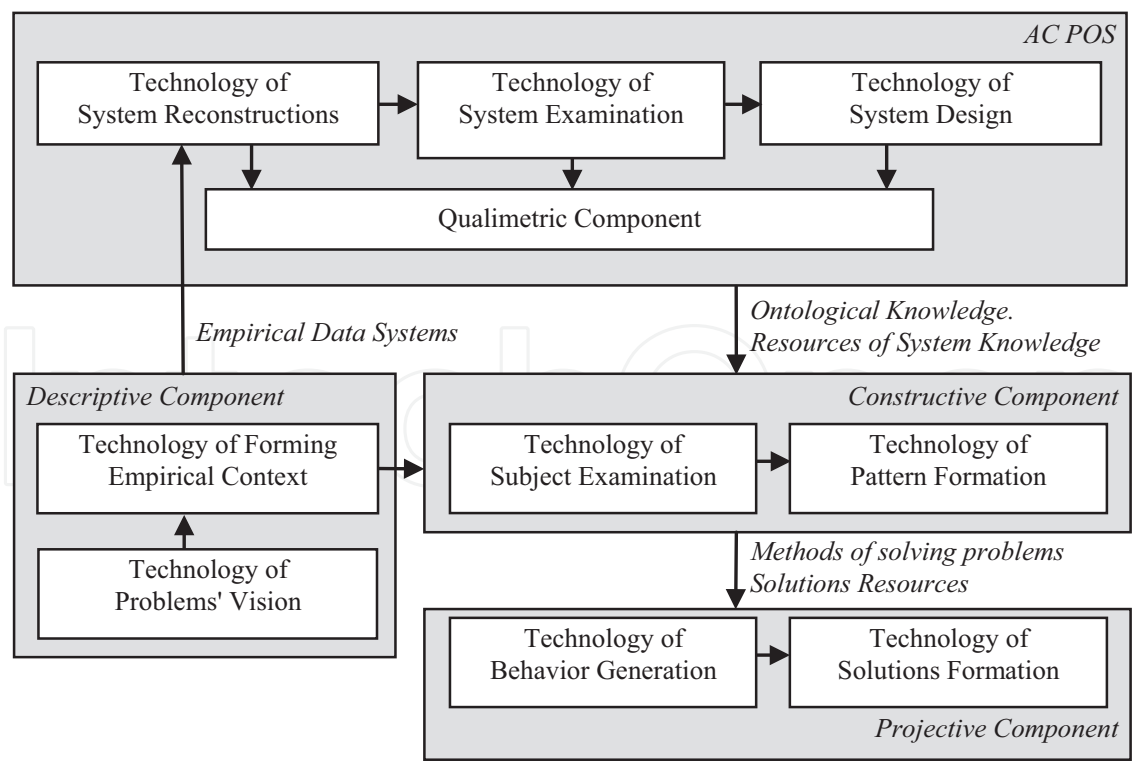 AC POS
Technology of
System Reconstructions
Technology of
System Examination
Technology of
System Design
Qualimetric Component
Empirical Data Systems
Ontological Knowledge.
Resources of System Knowledge
Descriptive Component
Technology of Forming
Empirical Context
Technology of
Problems' Vision
Constructive Component
Technology of
Subject Examination
Technology of
Pattern Formation
Methods of solving problems
Solutions Resources
Technology of
Behavior Generation
Technology of
Solutions Formation
Projective Component